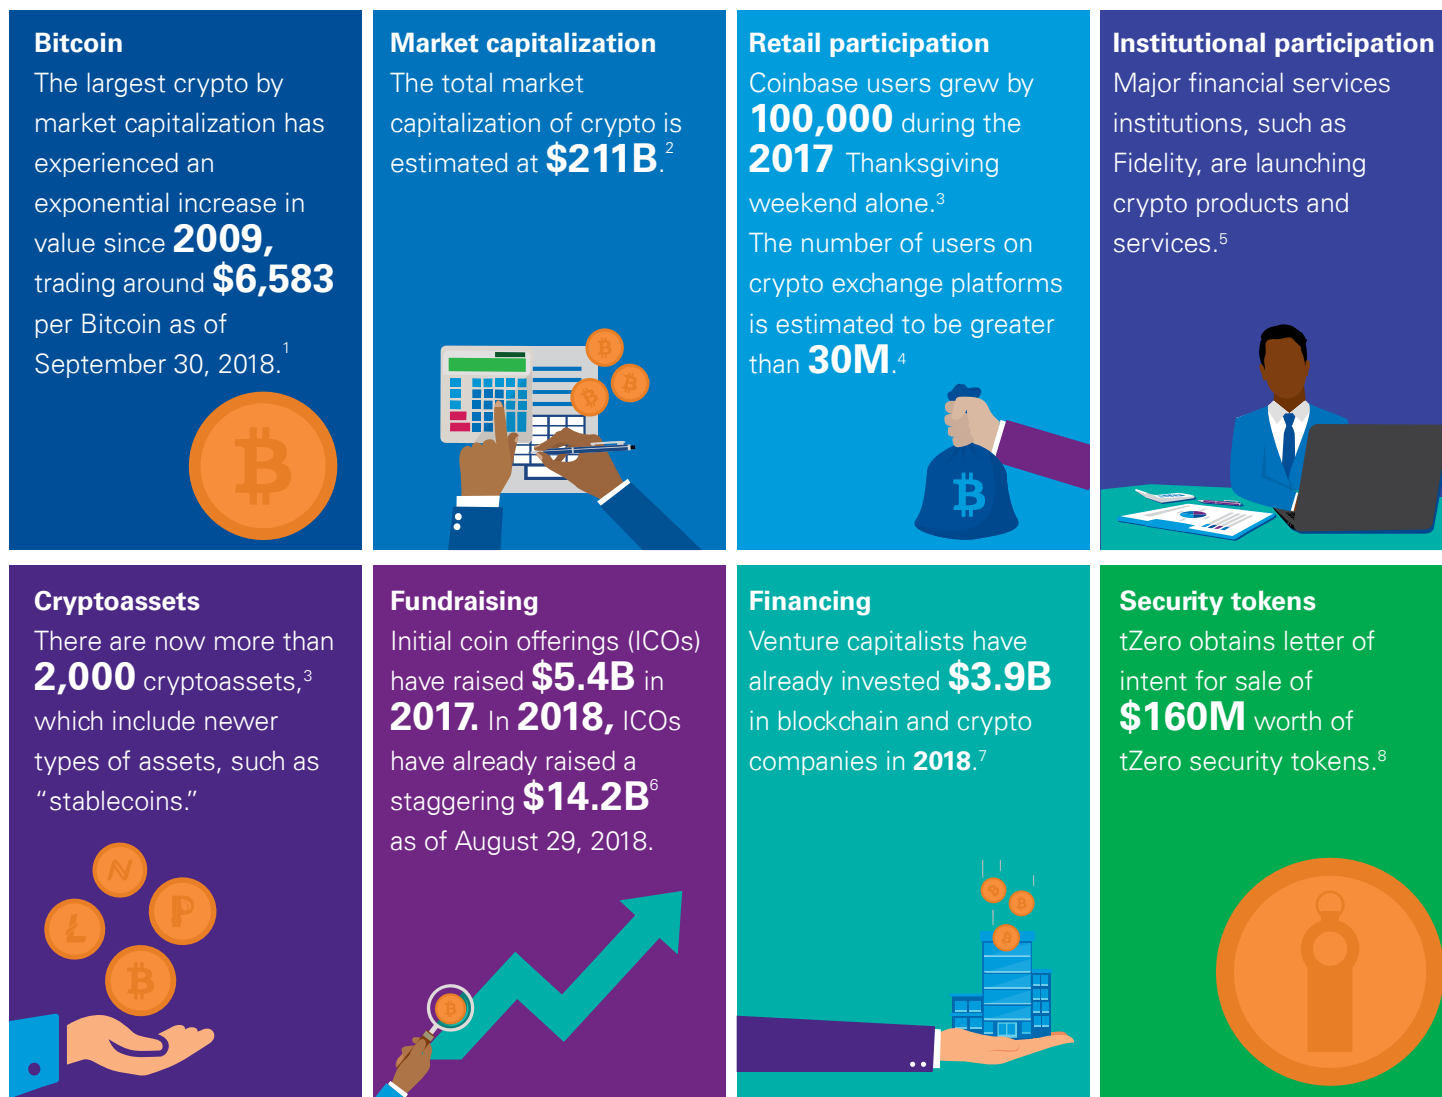 Bitcoin
The largest crypto by
market capitalization has
experienced an
exponential increase in
value since 2009,
trading around $6,583
per Bitcoin as of
September 30, 2018.1
Market capitalization
The total market
capitalization of crypto is
estimated at $211B.2
Retail participation
Coinbase users grew by
100,000 during the
2017 Thanksgiving
weekend alone.3
The number of users on
crypto exchange platforms
is estimated to be greater
than 30M.4
Institutional participation
Major financial services
institutions, such as
Fidelity, are launching
crypto products and
services.5
Cryptoassets
There are now more than
2,000 cryptoassets,3
which include newer
types of assets, such as
“stablecoins.”
Fundraising
Initial coin offerings (ICOs)
have raised $5.4B in
2017. In 2018, ICOs
have already raised a
staggering $14.2B6
as of August 29, 2018.
Financing
Venture capitalists have
already invested $3.9B
in blockchain and crypto
companies in 2018.7
Security tokens
tZero obtains letter of
intent for sale of
$160M worth of
tZero security tokens.8